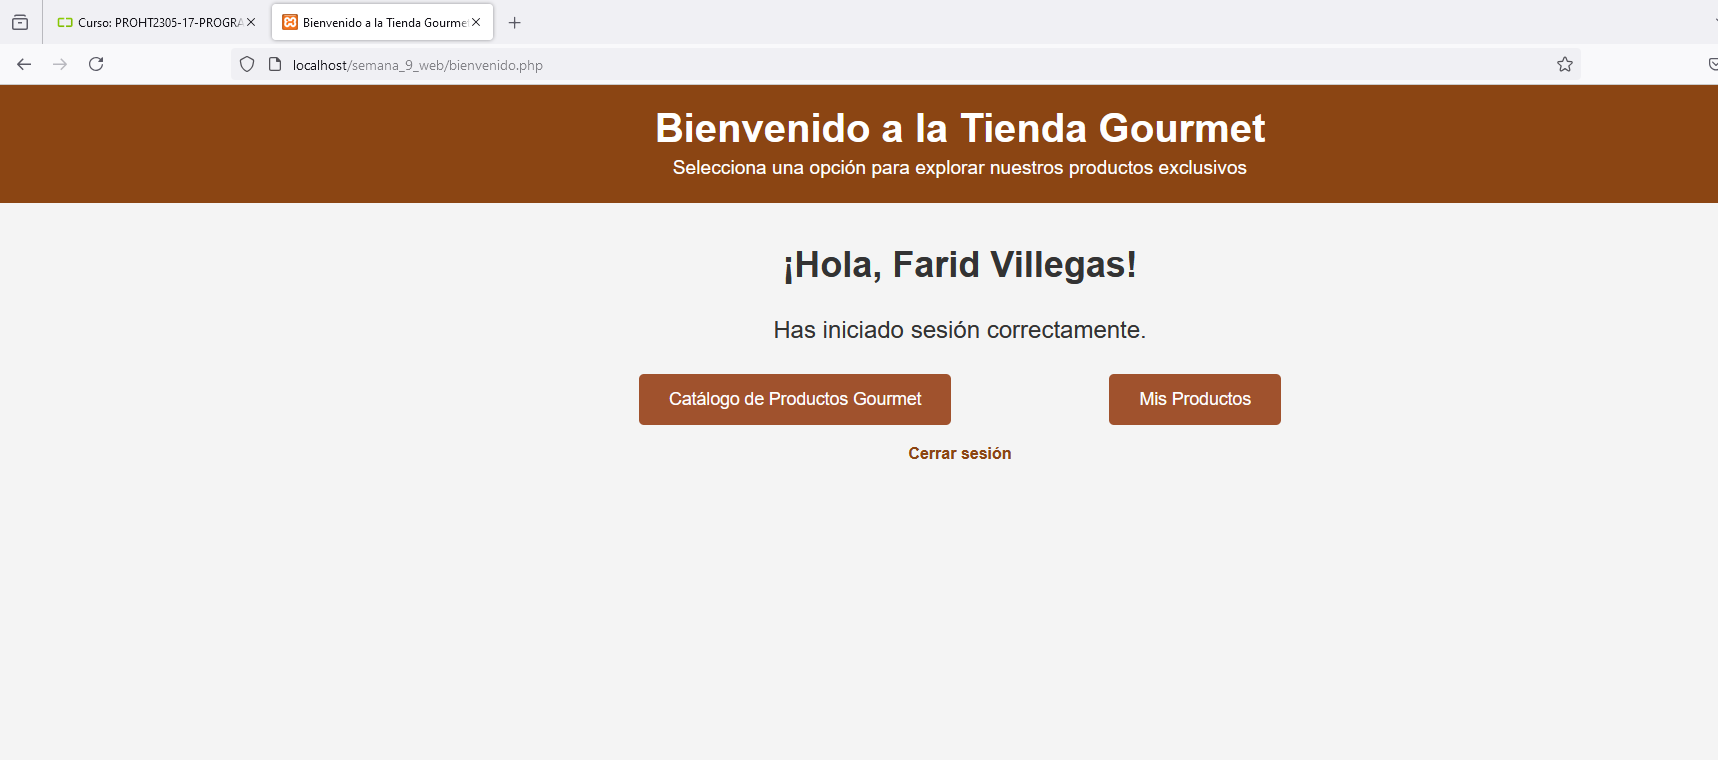 Curso: PROHT2305-17-PROGRA
Bienvenido a la Tienda Gourme
localhost/semana_9_web/bienvenido.php
Bienvenido a la Tienda Gourmet
Selecciona una opción para explorar nuestros productos exclusivos
¡Hola, Farid Villegas!
Has iniciado sesión correctamente.
Catálogo de Productos Gourmet
Mis Productos
Cerrar sesión